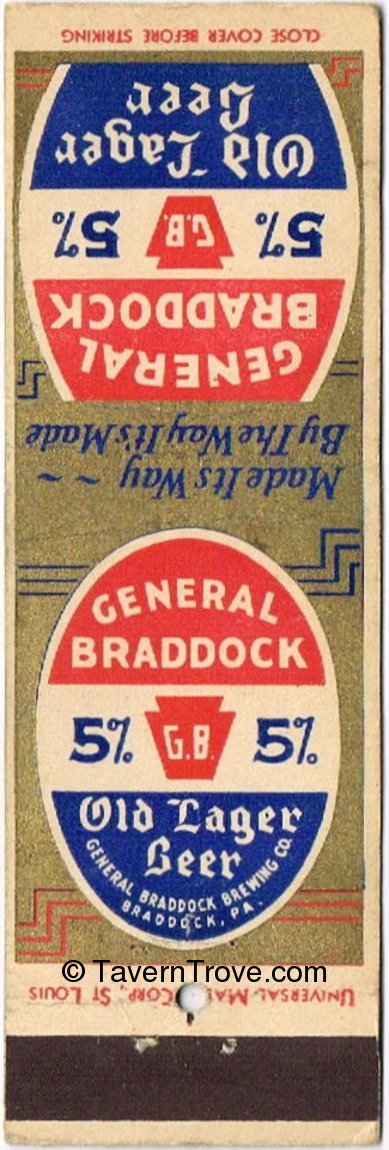 CLOSE COVER BEFORE STRIKING
GENERAL
BRADDOCK
5% G.B. 5%
Old Lager
Beer
Made Its Way ~ ~
By The Way It's Made
GENERAL
BRADDOCK
5% G.B. 5%
Old Lager
Beer
GENERAL BRADDOCK BREWING CO.
BRADDOCK, PA.
© TavernTrove.com
UNIVERSAL CORP., ST LOUIS